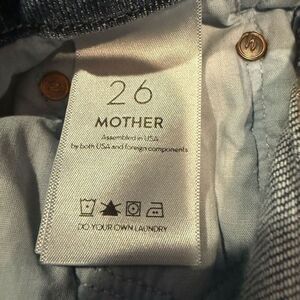 26
MOTHER
Assembled in USA
by both USA and foreign components
DO YOUR OWN LAUNDRY